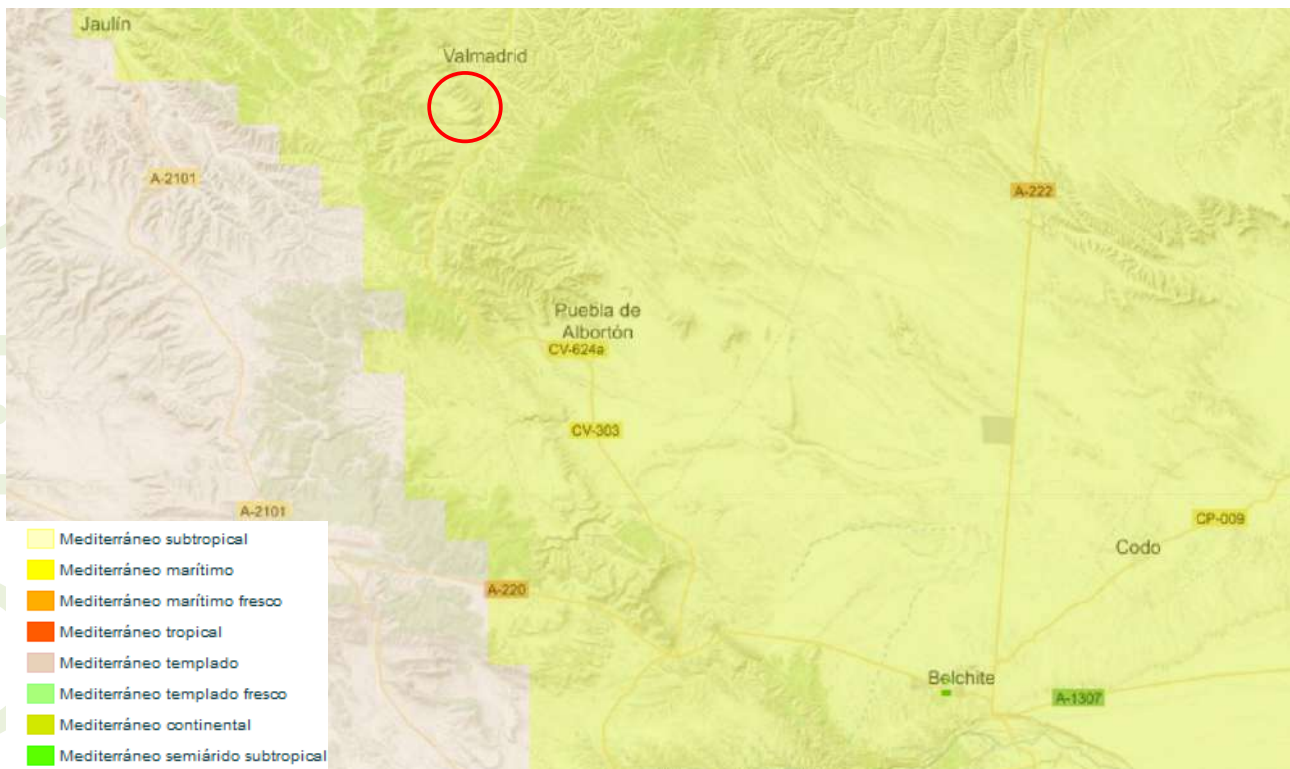 Jaulín
Valmadrid
A-2101
A-222
Puebla de
Albortón
CV-624a
CV-303
A-2101
CP-009
Codo
A-220
Belchite
A-1307
Mediterráneo subtropical
Mediterráneo marítimo
Mediterráneo marítimo fresco
Mediterráneo tropical
Mediterráneo templado
Mediterráneo templado fresco
Mediterráneo continental
Mediterráneo semiárido subtropical